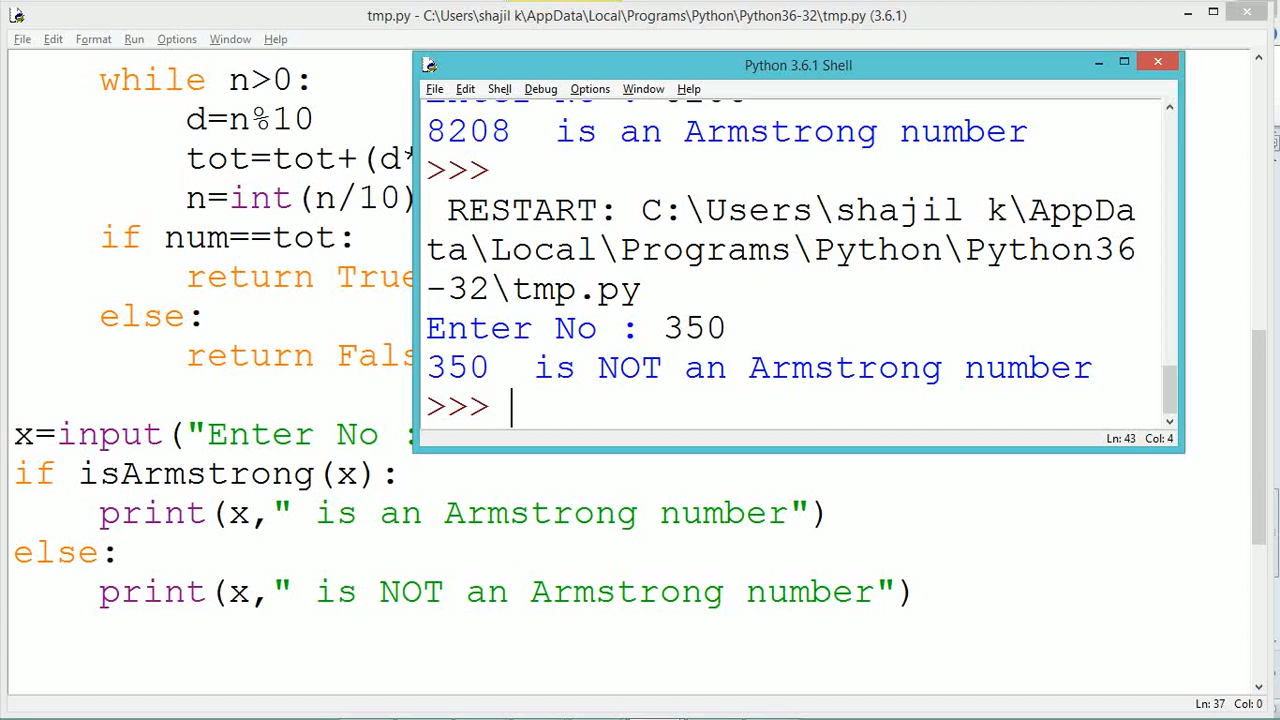 tmp.py - C:\Users\shajil k\AppData\Local\Programs\Python\Python36-32\tmp.py (3.6.1)
File Edit Format Run Options Window Help
while n>0:
d=n%10
tot=tot+(d*
n=int(n/10)
if num==tot:
return True
else:
return Fals
x=input("Enter No :
if isArmstrong(x):
print(x," is an Armstrong number")
else:
print(x," is NOT an Armstrong number")
Ln: 37 Col: 0
Python 3.6.1 Shell
File Edit Shell Debug Options Window Help
8208  is an Armstrong number
>>>
RESTART: C:\Users\shajil k\AppDa
ta\Local\Programs\Python\Python36
-32\tmp.py
Enter No : 350
350  is NOT an Armstrong number
>>>
Ln: 43 Col: 4